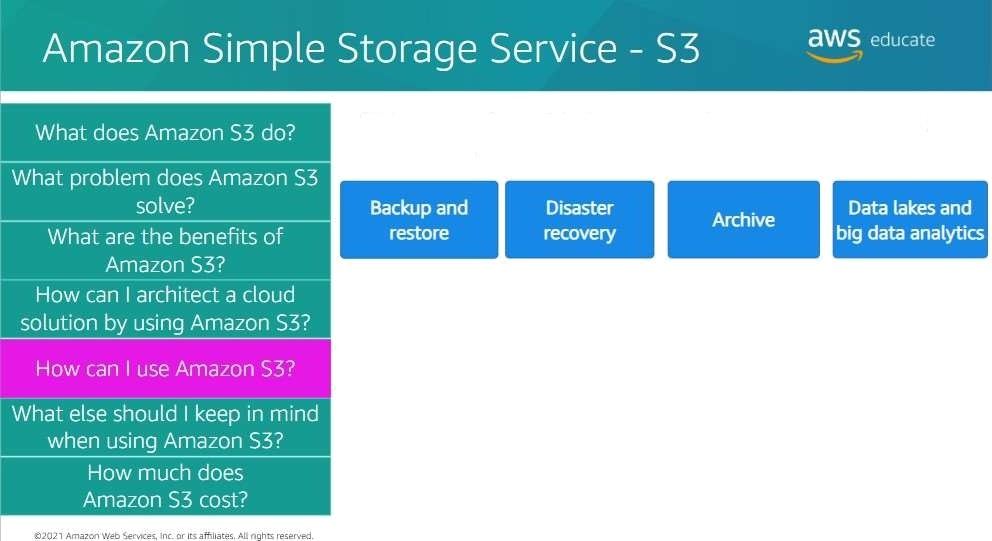 Amazon Simple Storage Service - S3
aws educate
What does Amazon S3 do?
What problem does Amazon S3
solve?
What are the benefits of
Amazon S3?
How can I architect a cloud
solution by using Amazon S3?
How can I use Amazon S3?
What else should I keep in mind
when using Amazon S3?
How much does
Amazon S3 cost?
Backup and
restore
Disaster
recovery
Archive
Data lakes and
big data analytics
©2021 Amazon Web Services, Inc. or its affiliates. All rights reserved.